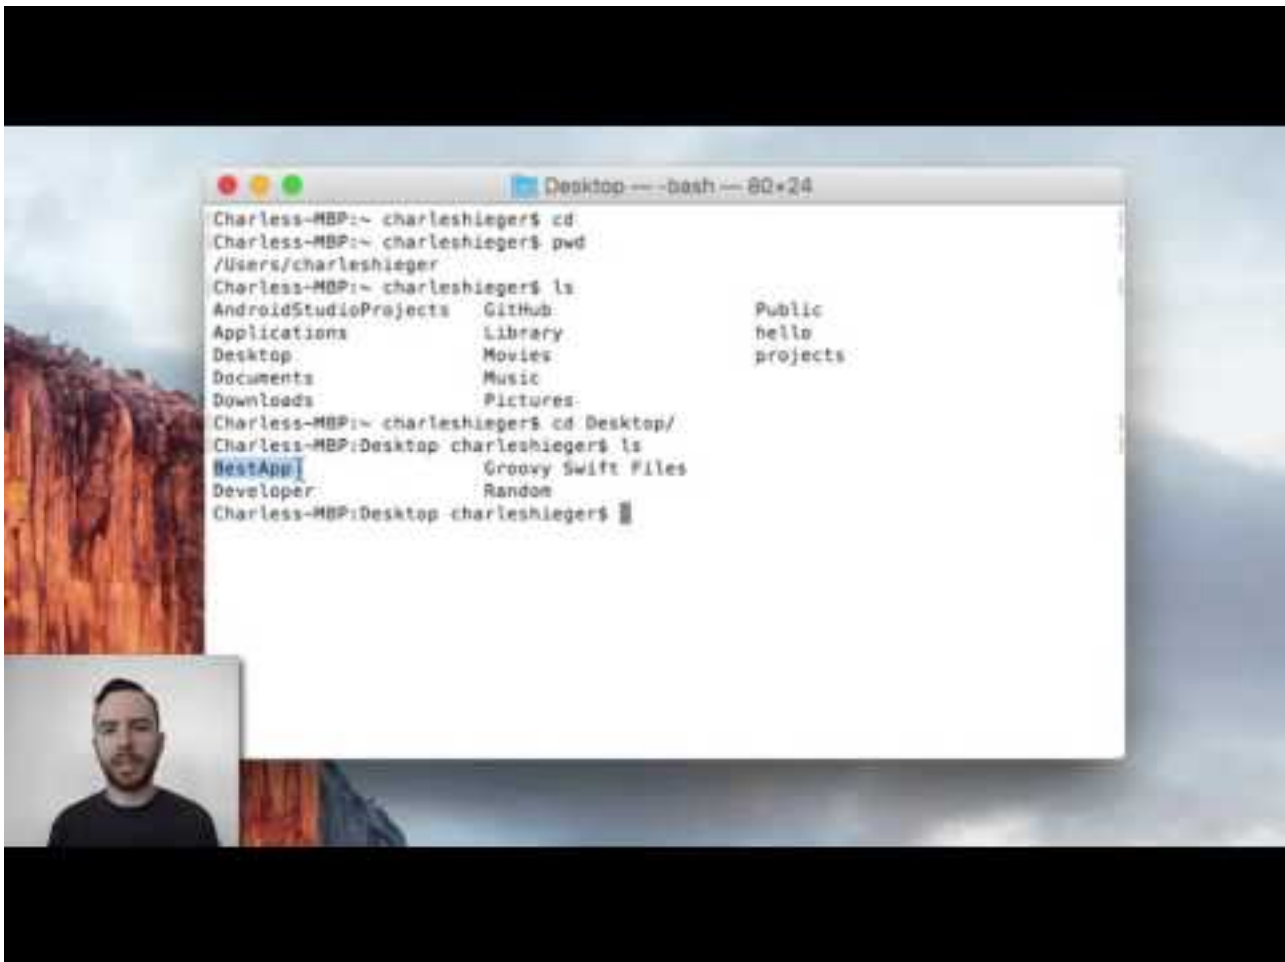 Desktop — -bash — 80×24
Charless-MBP:~ charleshieger$ cd
Charless-MBP:~ charleshieger$ pwd
/Users/charleshieger
Charless-MBP:~ charleshieger$ ls
AndroidStudioProjects GitHub Public
Applications Library hello
Desktop Movies projects
Documents Music
Downloads Pictures
Charless-MBP:~ charleshieger$ cd Desktop/
Charless-MBP:Desktop charleshieger$ ls
BestApp Groovy Swift Files
Developer Random
Charless-MBP:Desktop charleshieger$